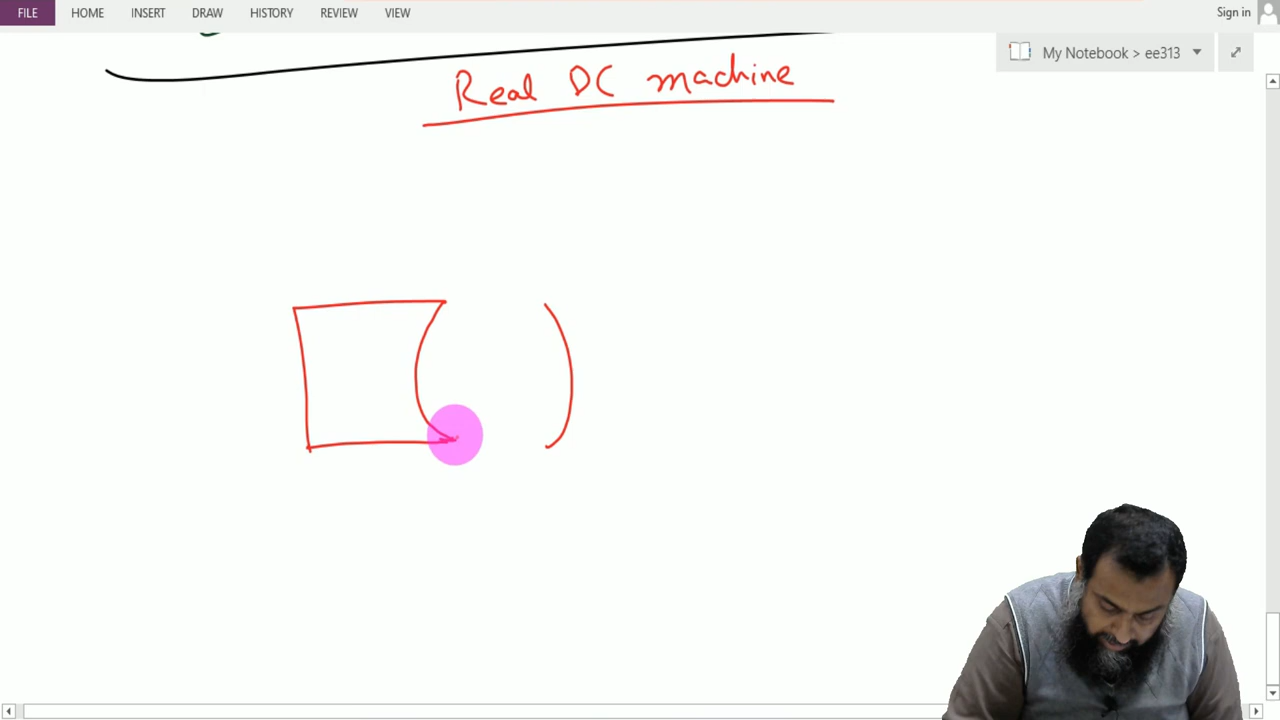 FILE HOME INSERT DRAW HISTORY REVIEW VIEW Sign in
My Notebook > ee313
Real DC machine